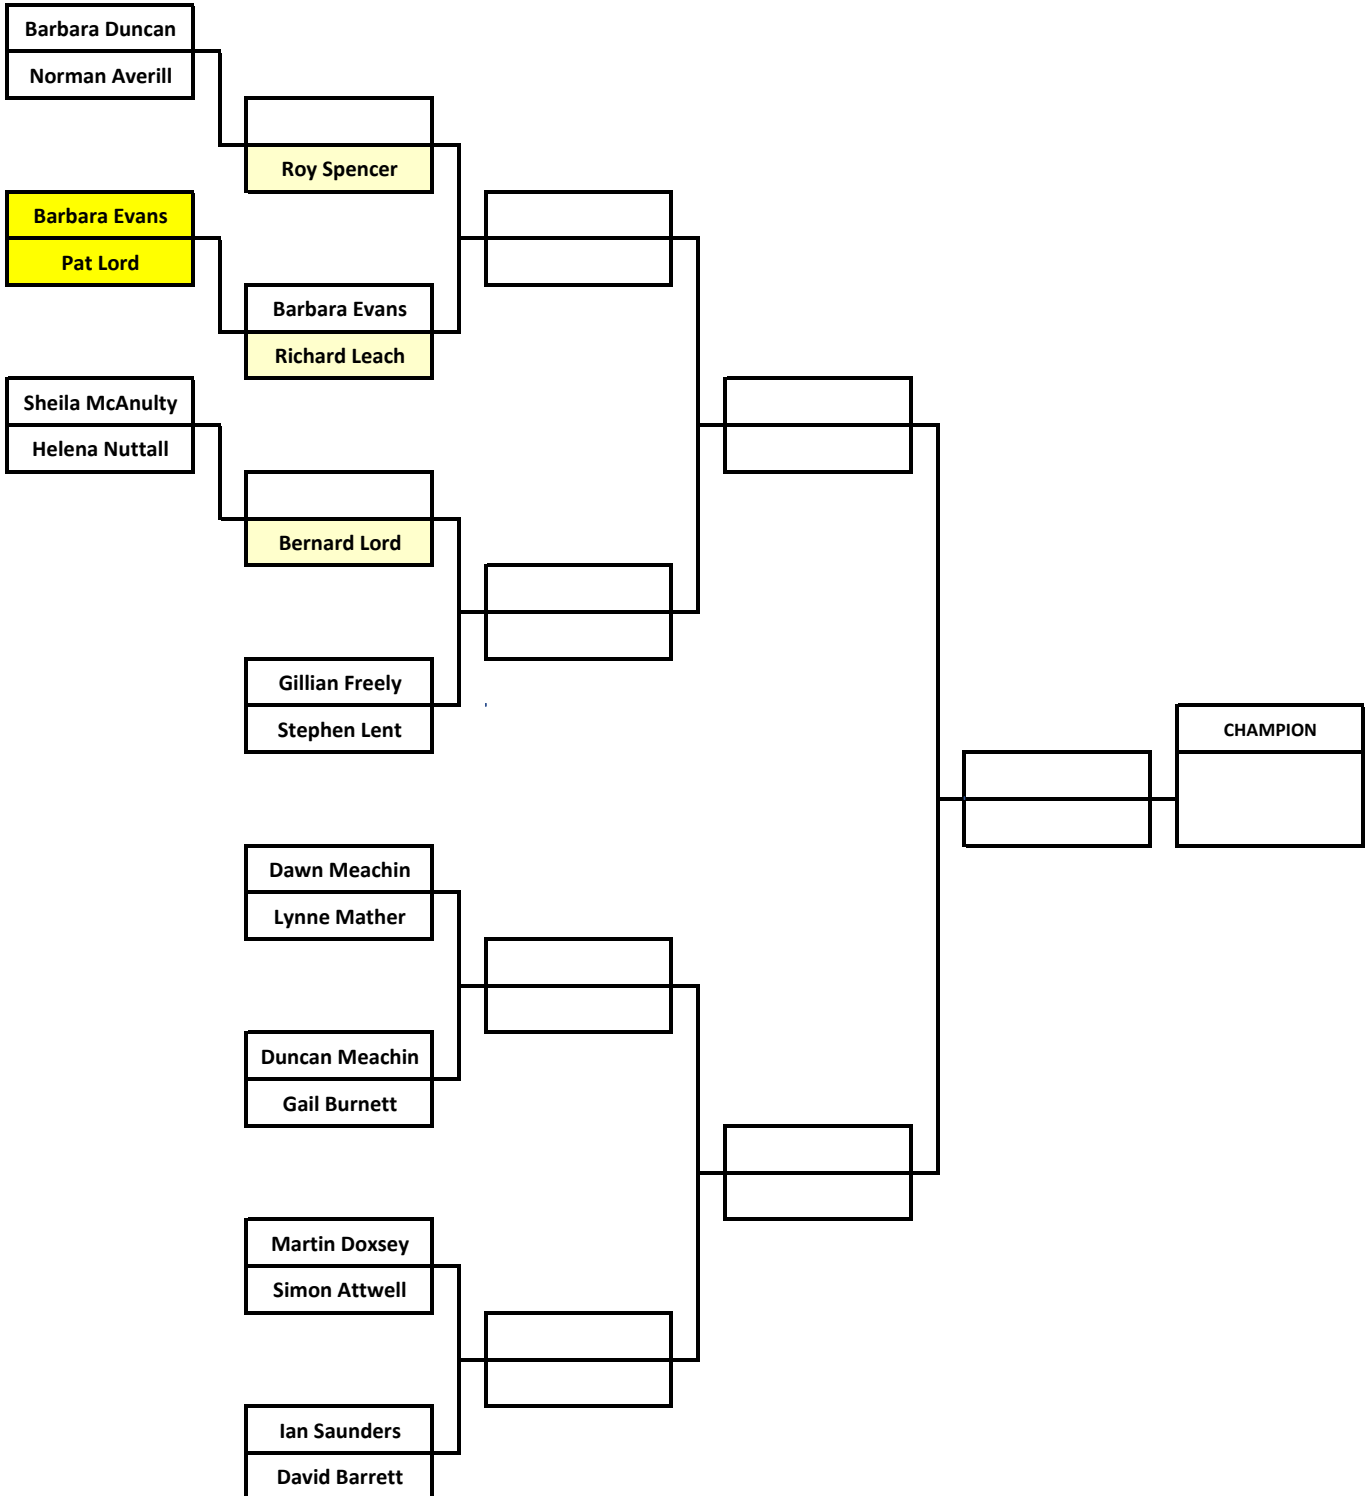 Barbara Duncan
Norman Averill
Roy Spencer
Barbara Evans
Pat Lord
Barbara Evans
Richard Leach
Sheila McAnulty
Helena Nuttall
Bernard Lord
Gillian Freely
Stephen Lent
CHAMPION
Dawn Meachin
Lynne Mather
Duncan Meachin
Gail Burnett
Martin Doxsey
Simon Attwell
Ian Saunders
David Barrett